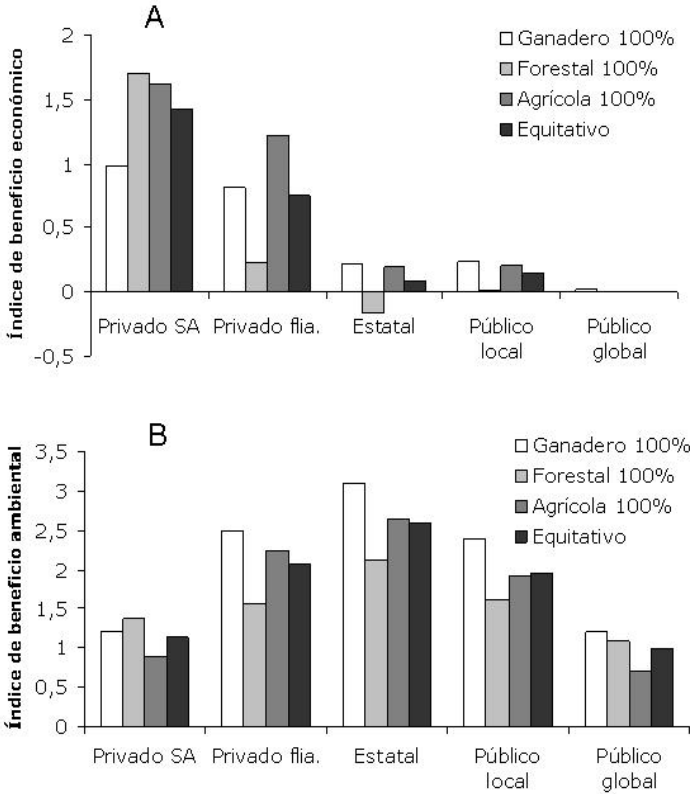 A
Índice de beneficio económico
2
1,5
1
0,5
0
-0,5
Ganadero 100%
Forestal 100%
Agrícola 100%
Equitativo
Privado SA
Privado flia.
Estatal
Público
local
Público
global
B
Índice de beneficio ambiental
3,5
3
2,5
2
1,5
1
0,5
0
Ganadero 100%
Forestal 100%
Agrícola 100%
Equitativo
Privado SA
Privado flia.
Estatal
Público
local
Público
global